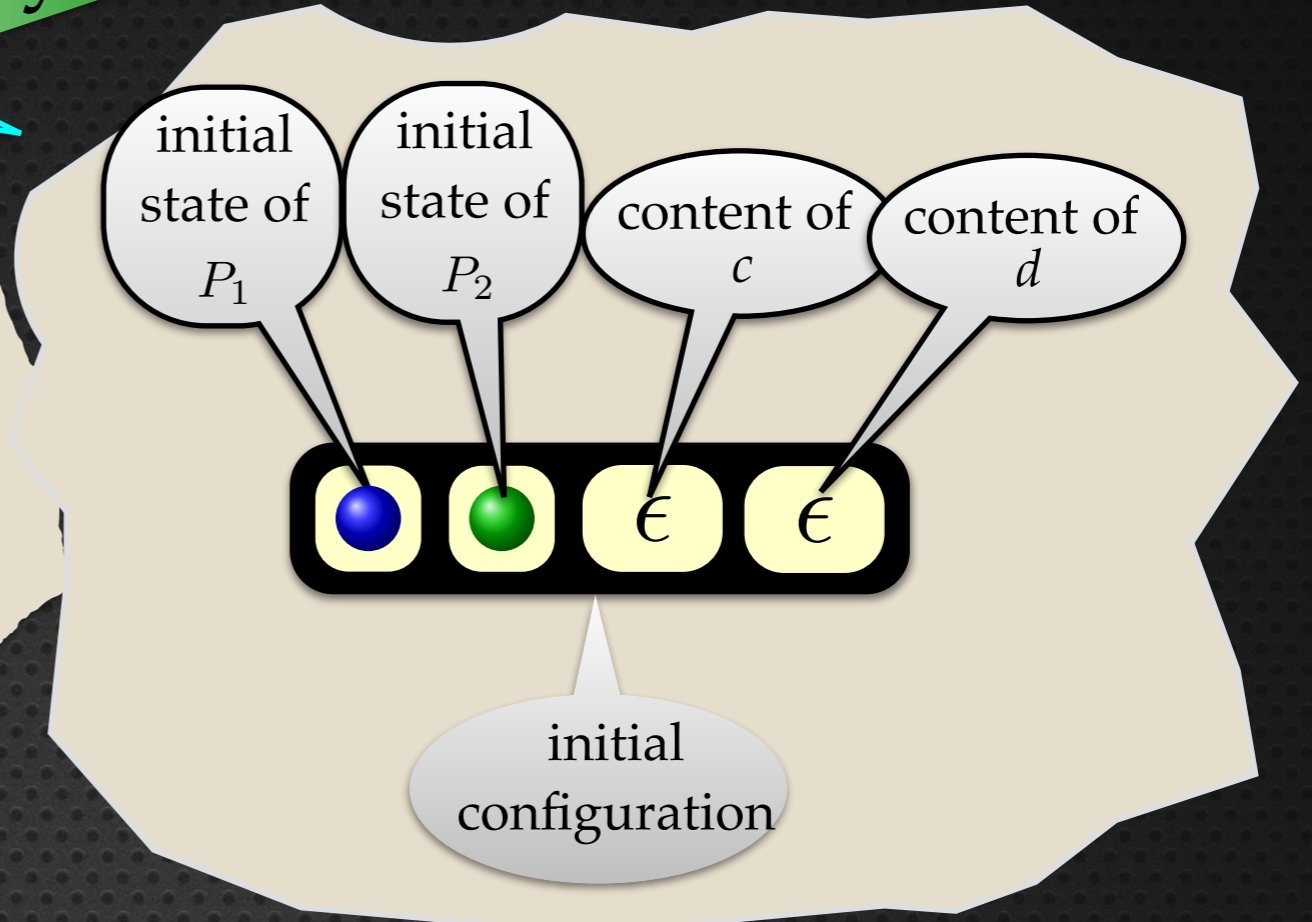 initial
state of
P₁
initial
state of
P₂
content of
c
content of
d
ϵ ϵ
initial
configuration